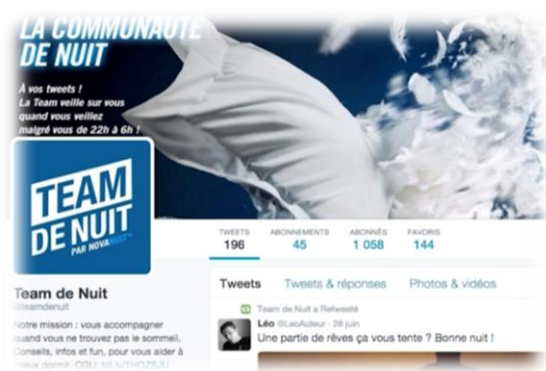 LA COMMUNAUTÉ
DE NUIT
À vos tweets !
La Team veille sur vous
quand vous veillez
malgré vous de 22h à 6h !
TEAM
DE NUIT
PAR NOVANUIT
TWEETS ABONNEMENTS ABONNÉS FAVORIS
196 45 1 058 144
Tweets Tweets & réponses Photos & vidéos
Team de Nuit
@teamdenuit
Notre mission : vous accompagner
quand vous ne trouvez pas le sommeil.
Conseils, infos et fun, pour vous aider à
mieux dormir. CGU:
Team de Nuit a Retweeté
Léo @LeoAuteur · 28 juin
Une partie de rêves ça vous tente ? Bonne nuit !